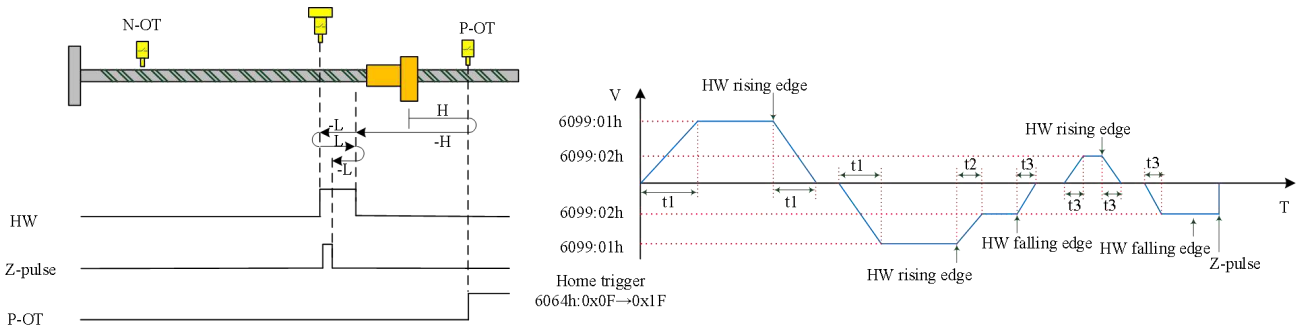 N-OT
P-OT
H
-L
L
-H
-L
HW
Z-pulse
P-OT
V
HW rising edge
6099:01h
HW rising edge
6099:02h
t1
t2
t3
T
t1
t1
t3
t3
t3
6099:02h
HW falling edge
HW falling edge
6099:01h
HW rising edge
Z-pulse
Home trigger
6064h:0x0F→0x1F